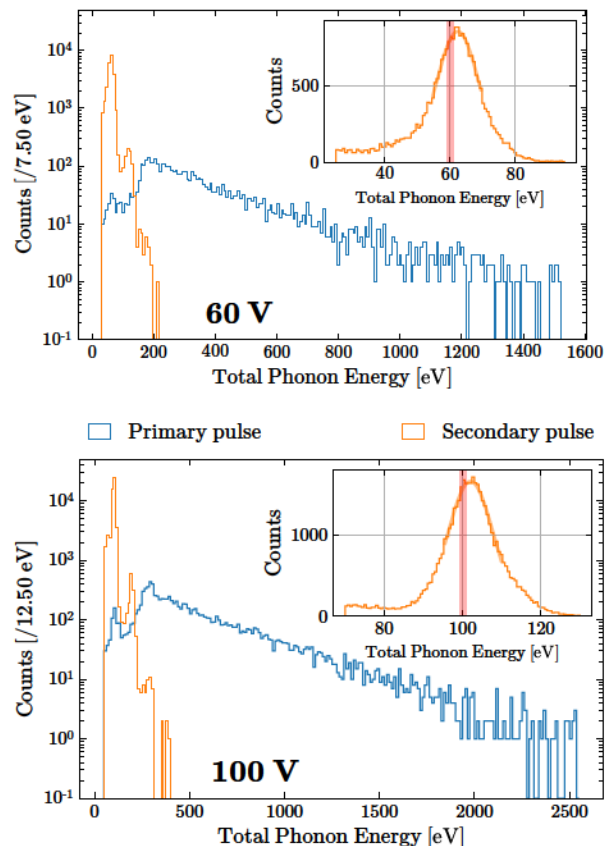 10⁴
10³
10²
10¹
10⁰
10⁻¹
Counts [/7.50 eV]
0 200 400 600 800 1000 1200 1400 1600
Total Phonon Energy [eV]
60 V
500
0
Counts
40 60 80
Total Phonon Energy [eV]
Primary pulse Secondary pulse
10⁴
10³
10²
10¹
10⁰
10⁻¹
Counts [/12.50 eV]
0 500 1000 1500 2000 2500
Total Phonon Energy [eV]
100 V
1000
0
Counts
80 100 120
Total Phonon Energy [eV]